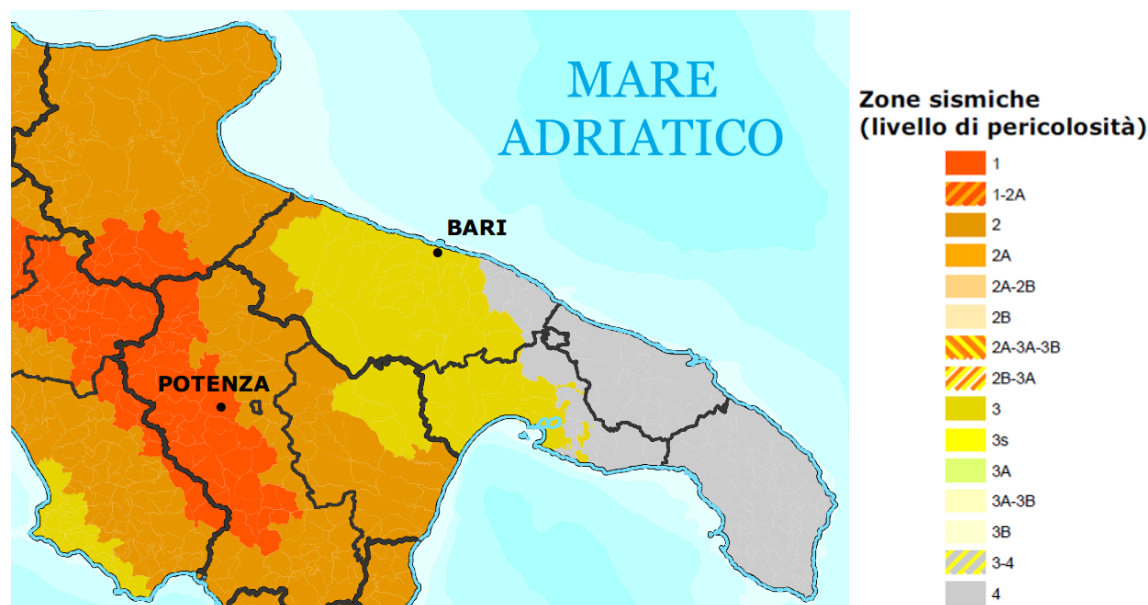 MARE
ADRIATICO
BARI
POTENZA
Zone sismiche
(livello di pericolosità)
1
1-2A
2
2A
2A-2B
2B
2A-3A-3B
2B-3A
3
3s
3A
3A-3B
3B
3-4
4